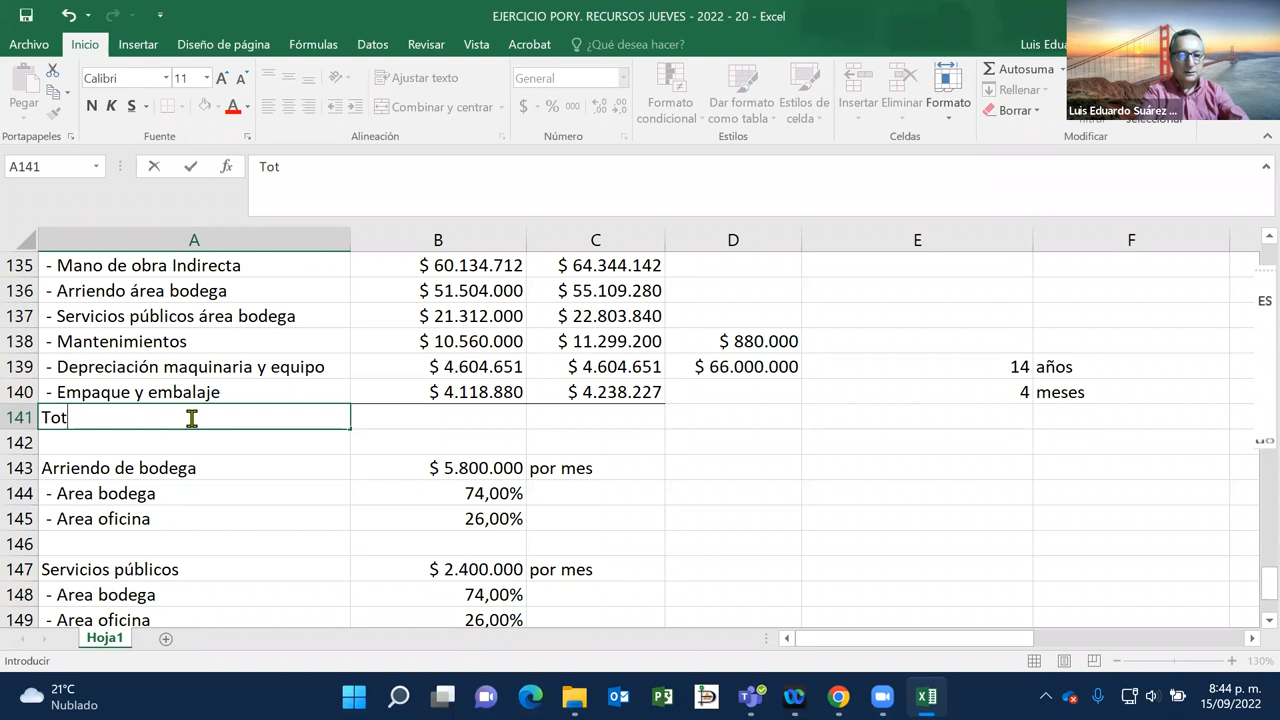 EJERCICIO PORY. RECURSOS JUEVES - 2022 - 20 - Excel
Archivo Inicio Insertar Diseño de página Fórmulas Datos Revisar Vista Acrobat ¿Qué desea hacer? Luis Edua
Pegar Calibri 11 Ajustar texto General Formato condicional Dar formato como tabla Estilos de celda Insertar Eliminar Formato Autosuma
N K S A Combinar y centrar $ % 000 Rellenar
Borrar Luis Eduardo Suárez ...
Portapapeles Fuente Alineación Número Estilos Celdas Modificar
A141 fx Tot
A B C D E F
135 - Mano de obra Indirecta $ 60.134.712 $ 64.344.142
136 - Arriendo área bodega $ 51.504.000 $ 55.109.280
137 - Servicios públicos área bodega $ 21.312.000 $ 22.803.840
138 - Mantenimientos $ 10.560.000 $ 11.299.200 $ 880.000
139 - Depreciación maquinaria y equipo $ 4.604.651 $ 4.604.651 $ 66.000.000 14 años
140 - Empaque y embalaje $ 4.118.880 $ 4.238.227 4 meses
141 Tot
142
143 Arriendo de bodega $ 5.800.000 por mes
144 - Area bodega 74,00%
145 - Area oficina 26,00%
146
147 Servicios públicos $ 2.400.000 por mes
148 - Area bodega 74,00%
149 - Area oficina 26,00%
ES
Hoja1
Introducir 130%
21°C
Nublado
8:44 p. m.
15/09/2022